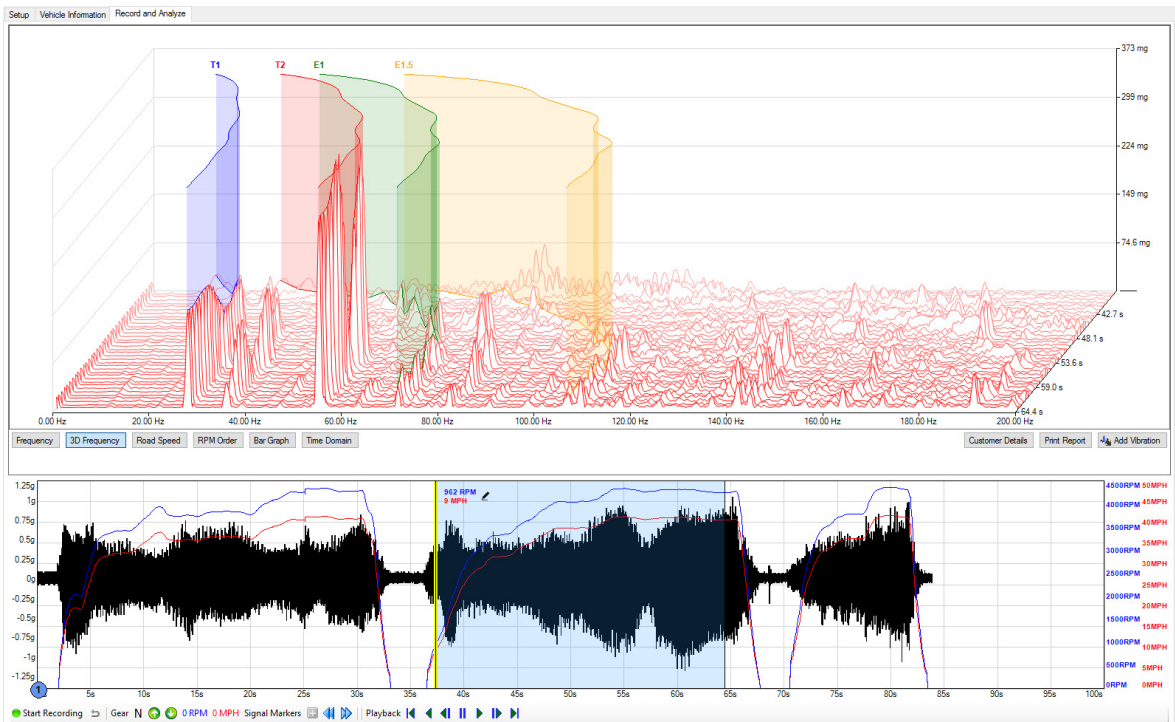 Setup Vehicle Information Record and Analyze
373 mg
T1 T2 E1 E1.5
299 mg
224 mg
149 mg
74.6 mg
42.7 s
48.1 s
53.6 s
59.0 s
64.4 s
0.00 Hz 20.00 Hz 40.00 Hz 60.00 Hz 80.00 Hz 100.00 Hz 120.00 Hz 140.00 Hz 160.00 Hz 180.00 Hz 200.00 Hz
Frequency 3D Frequency Road Speed RPM Order Bar Graph Time Domain Customer Details Print Report Add Vibration
1.25g 962 RPM 4500RPM 50MPH
1g 9 MPH 4000RPM 45MPH
0.75g 3500RPM 40MPH
0.5g 35MPH
0.25g 3000RPM 30MPH
0g 2500RPM 25MPH
-0.25g 2000RPM 20MPH
-0.5g 1500RPM 15MPH
-0.75g 1000RPM 10MPH
-1g 500RPM 5MPH
-1.25g 0RPM 0MPH
1 5s 10s 15s 20s 25s 30s 35s 40s 45s 50s 55s 60s 65s 70s 75s 80s 85s 90s 95s 100s
Start Recording Gear N 0 RPM 0 MPH Signal Markers Playback